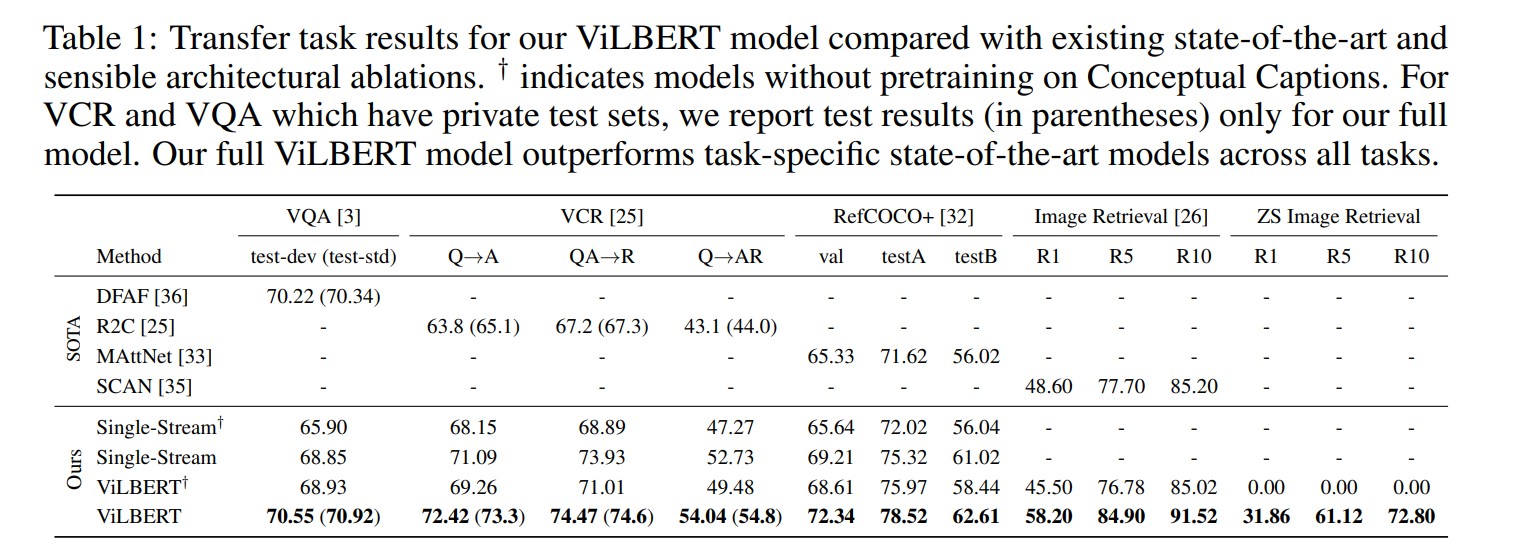 Table 1: Transfer task results for our ViLBERT model compared with existing state-of-the-art and
sensible architectural ablations. † indicates models without pretraining on Conceptual Captions. For
VCR and VQA which have private test sets, we report test results (in parentheses) only for our full
model. Our full ViLBERT model outperforms task-specific state-of-the-art models across all tasks.
VQA [3] VCR [25] RefCOCO+ [32] Image Retrieval [26] ZS Image Retrieval
Method test-dev (test-std) Q→A QA→R Q→AR val testA testB R1 R5 R10 R1 R5 R10
SOTA
DFAF [36] 70.22 (70.34) - - - - - - - - - - - -
R2C [25] - 63.8 (65.1) 67.2 (67.3) 43.1 (44.0) - - - - - - - - -
MAttNet [33] - - - - 65.33 71.62 56.02 - - - - - -
SCAN [35] - - - - - - - 48.60 77.70 85.20 - - -
Ours
Single-Stream† 65.90 68.15 68.89 47.27 65.64 72.02 56.04 - - - - - -
Single-Stream 68.85 71.09 73.93 52.73 69.21 75.32 61.02 - - - - - -
ViLBERT† 68.93 69.26 71.01 49.48 68.61 75.97 58.44 45.50 76.78 85.02 0.00 0.00 0.00
ViLBERT 70.55 (70.92) 72.42 (73.3) 74.47 (74.6) 54.04 (54.8) 72.34 78.52 62.61 58.20 84.90 91.52 31.86 61.12 72.80